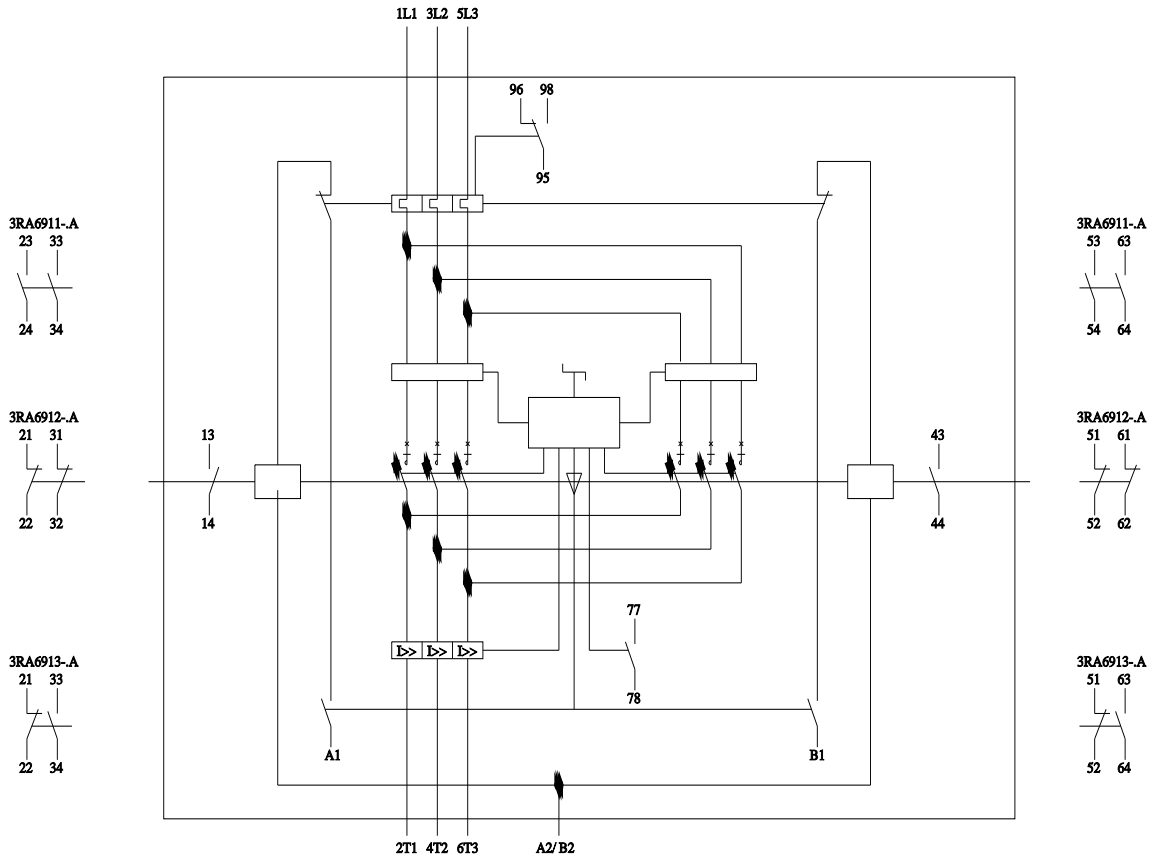 1L1 3L2 5L3
96 98
95
3RA6911-.A
23 33
24 34
3RA6911-.A
53 63
54 64
3RA6912-.A
21 31
22 32
13
14
43
44
3RA6912-.A
51 61
52 62
77
78
I>> I>> I>>
3RA6913-.A
21 33
22 34
3RA6913-.A
51 63
52 64
A1
B1
2T1 4T2 6T3
A2/B2